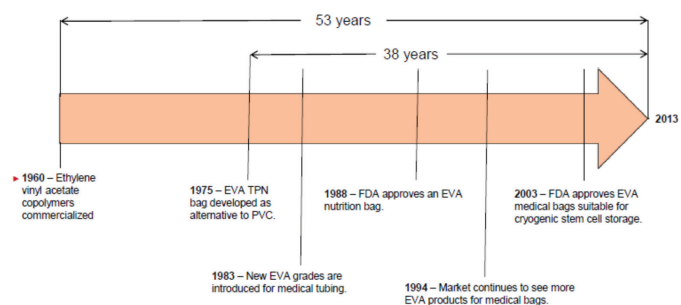 53 years
38 years
2013
1960 – Ethylene
vinyl acetate
copolymers
commercialized
1975 – EVA TPN
bag developed as
alternative to PVC.
1988 – FDA approves an EVA
nutrition bag.
2003 – FDA approves EVA
medical bags suitable for
cryogenic stem cell storage.
1983 – New EVA grades are
introduced for medical tubing.
1994 – Market continues to see more
EVA products for medical bags.